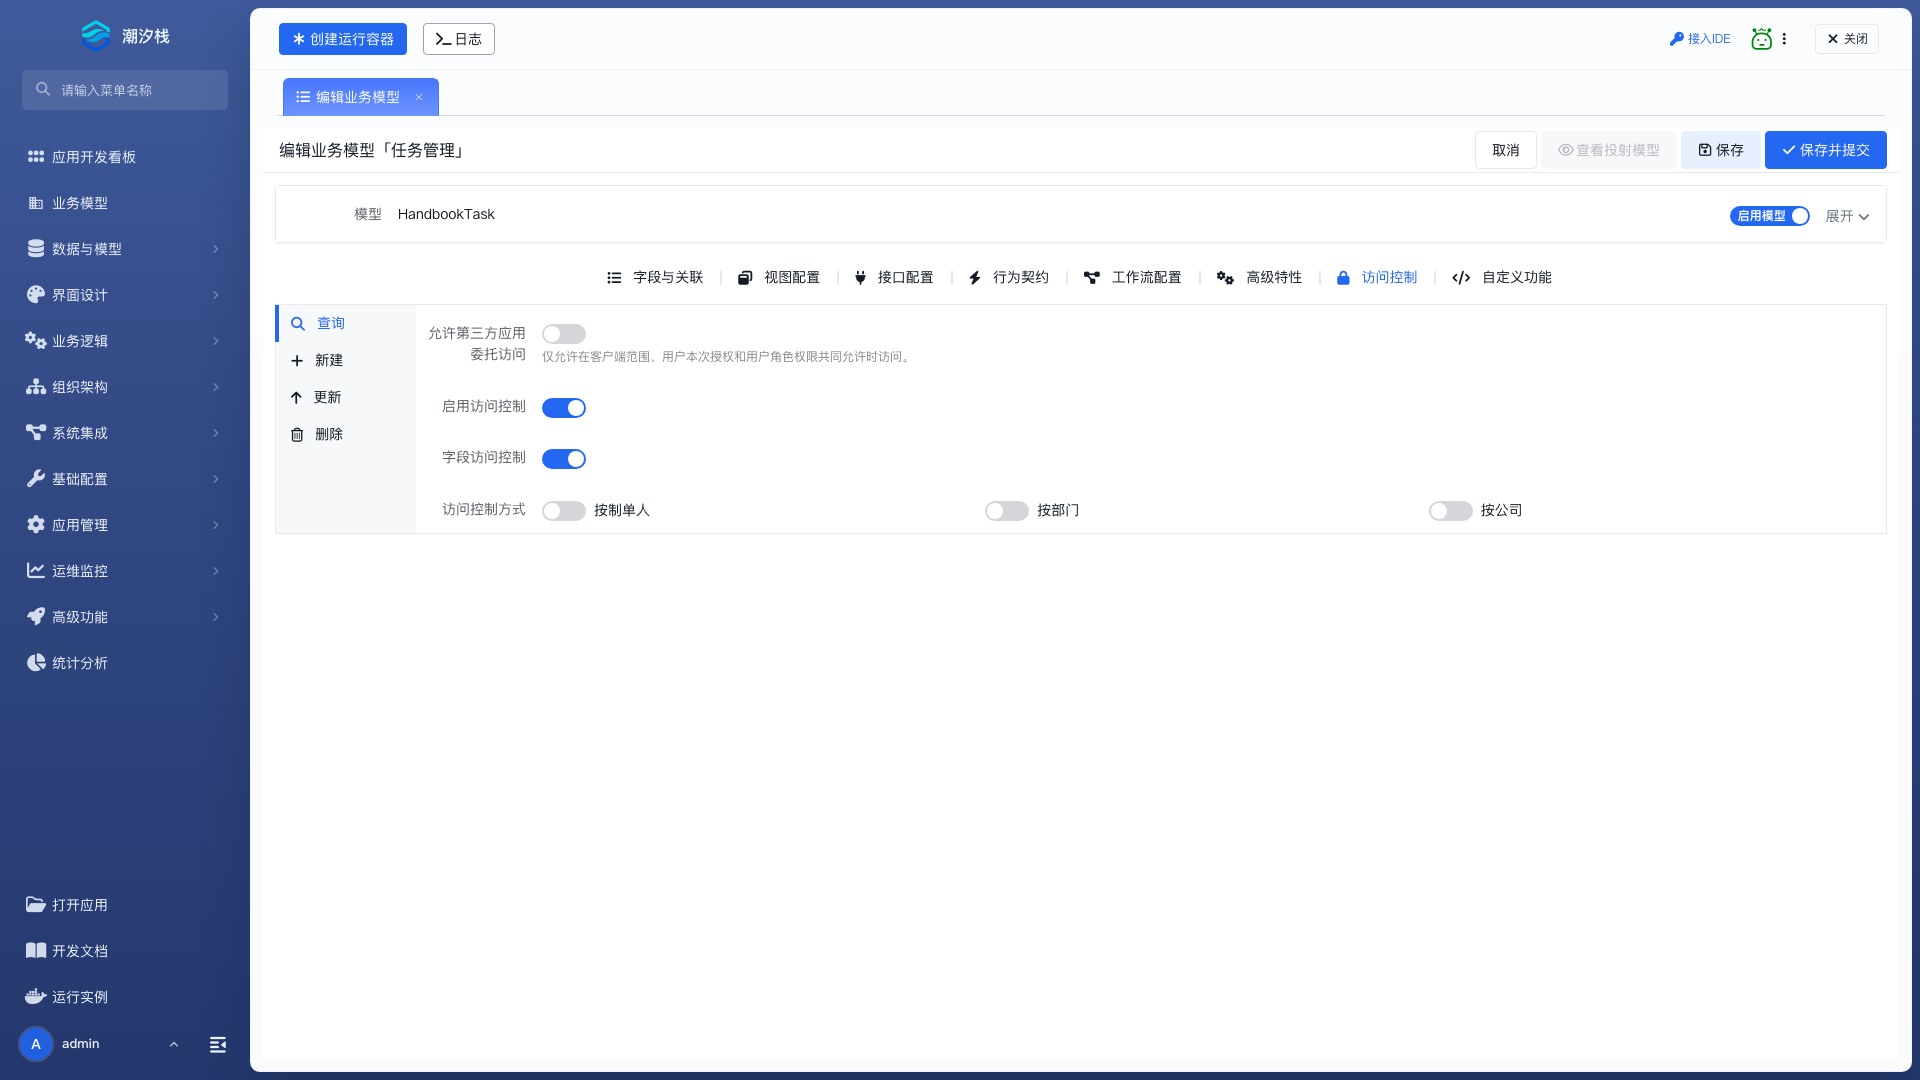 潮汐栈
请输入菜单名称
应用开发看板
业务模型
数据与模型
界面设计
业务逻辑
组织架构
系统集成
基础配置
应用管理
运维监控
高级功能
统计分析
打开应用
开发文档
运行实例
A admin
创建运行容器 日志 接入IDE 关闭
编辑业务模型
编辑业务模型「任务管理」 取消 查看投射模型 保存 保存并提交
模型 HandbookTask 启用模型 展开
字段与关联 视图配置 接口配置 行为契约 工作流配置 高级特性 访问控制 自定义功能
查询
新建
更新
删除
允许第三方应用
委托访问
仅允许在客户端范围、用户本次授权和用户角色权限共同允许时访问。
启用访问控制
字段访问控制
访问控制方式 按制单人 按部门 按公司